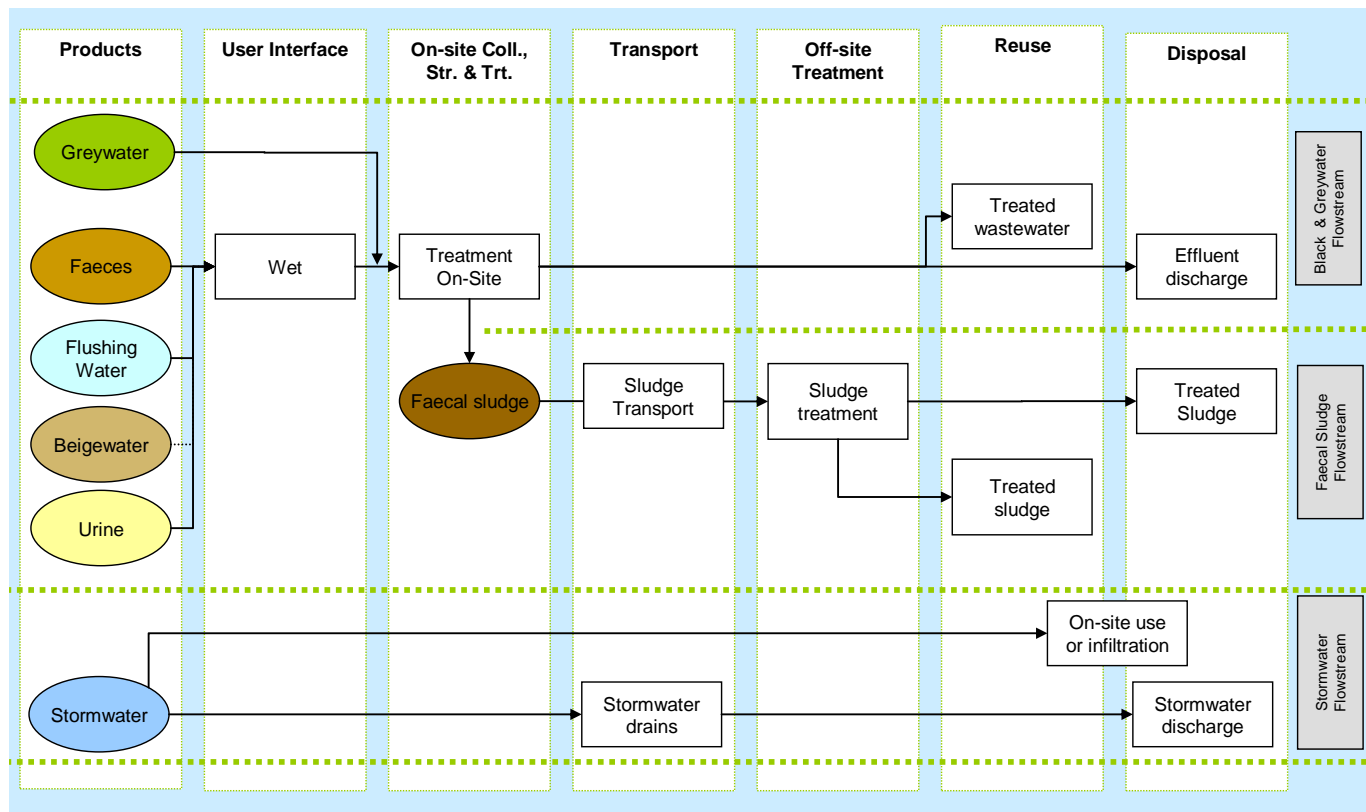 Products
User Interface
On-site Coll.,
Str. & Trt.
Transport
Off-site
Treatment
Reuse
Disposal
Greywater
Faeces
Flushing
Water
Beigewater
Urine
Stormwater
Wet
Treatment
On-Site
Faecal sludge
Sludge
Transport
Stormwater
drains
Sludge
treatment
Treated
wastewater
Treated
sludge
On-site use
or infiltration
Effluent
discharge
Treated
Sludge
Stormwater
discharge
Black & Greywater
Flowstream
Faecal Sludge
Flowstream
Stormwater
Flowstream